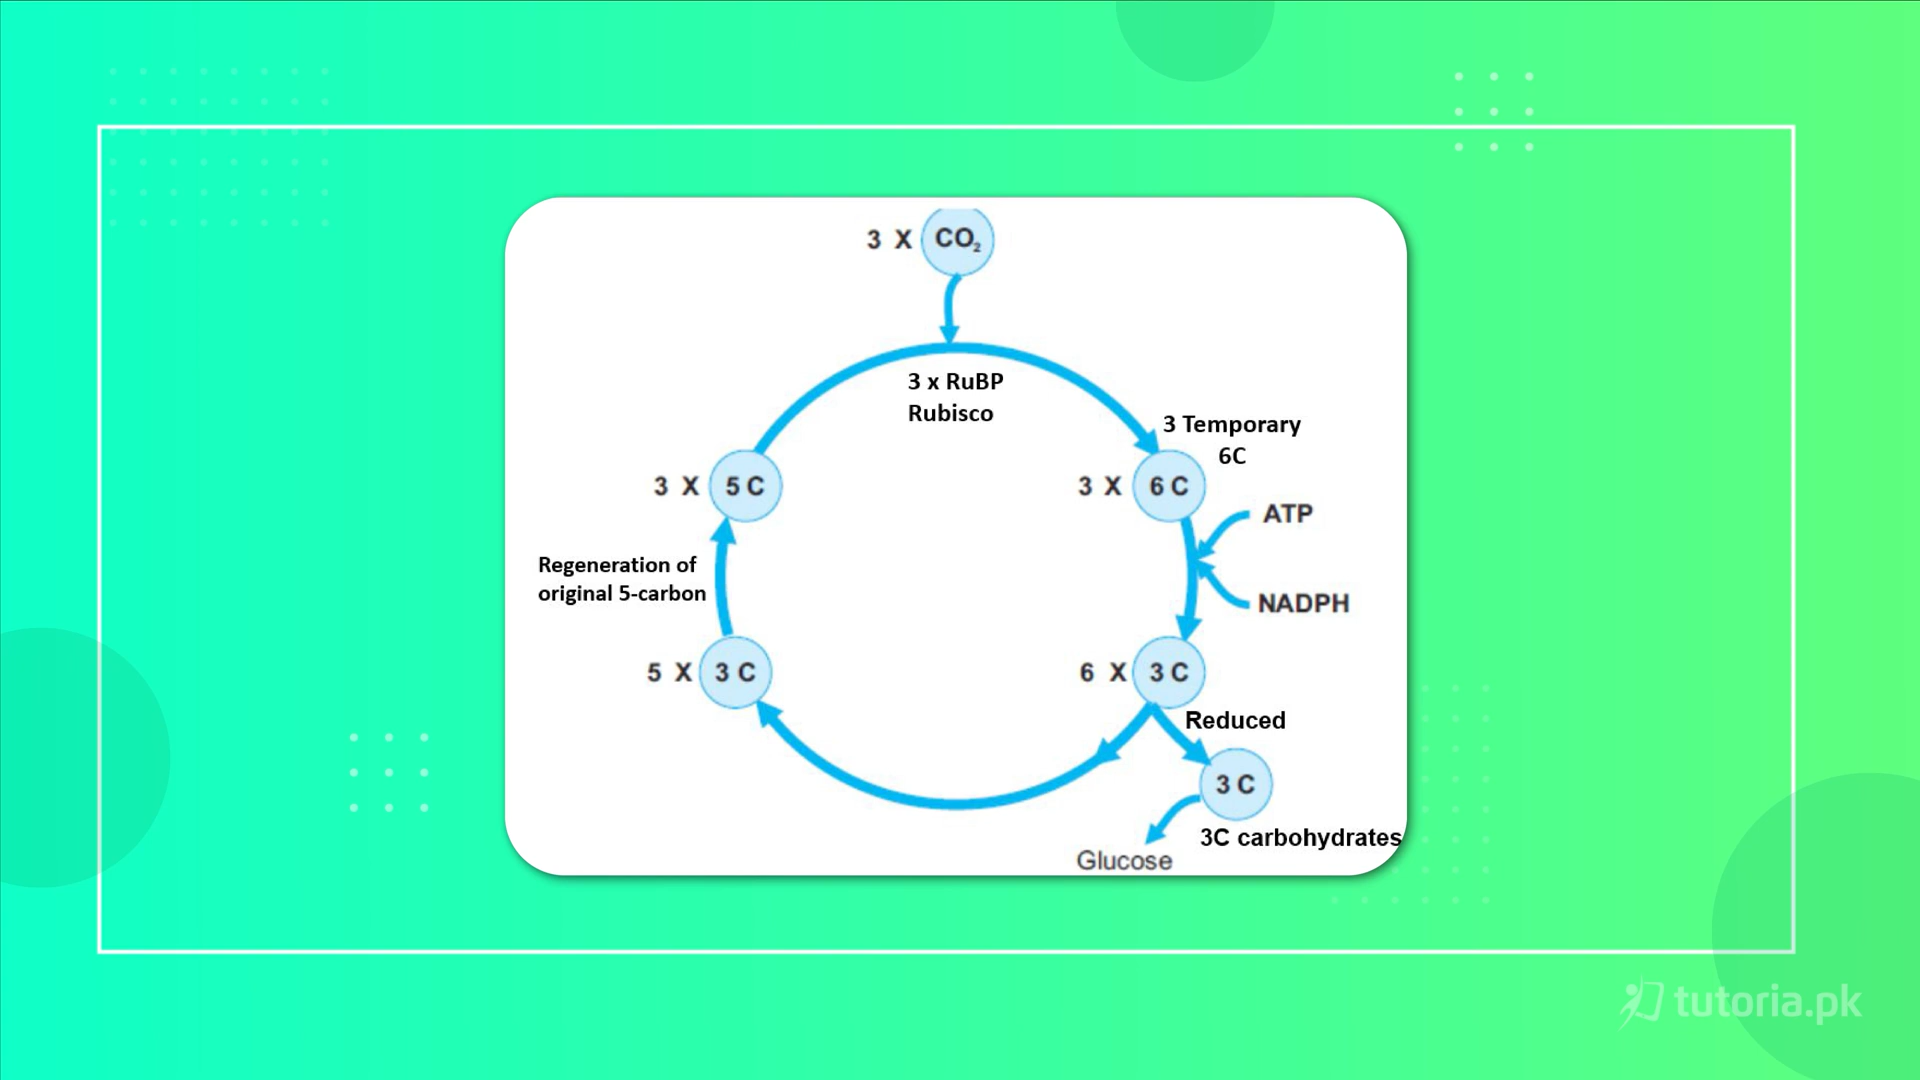 3 X CO₂
3 x RuBP
Rubisco
3 Temporary
6C
3 X 5 C
3 X 6 C
ATP
Regeneration of
original 5-carbon
NADPH
5 X 3 C
6 X 3 C
Reduced
3 C
3C carbohydrates
Glucose
tutoria.pk